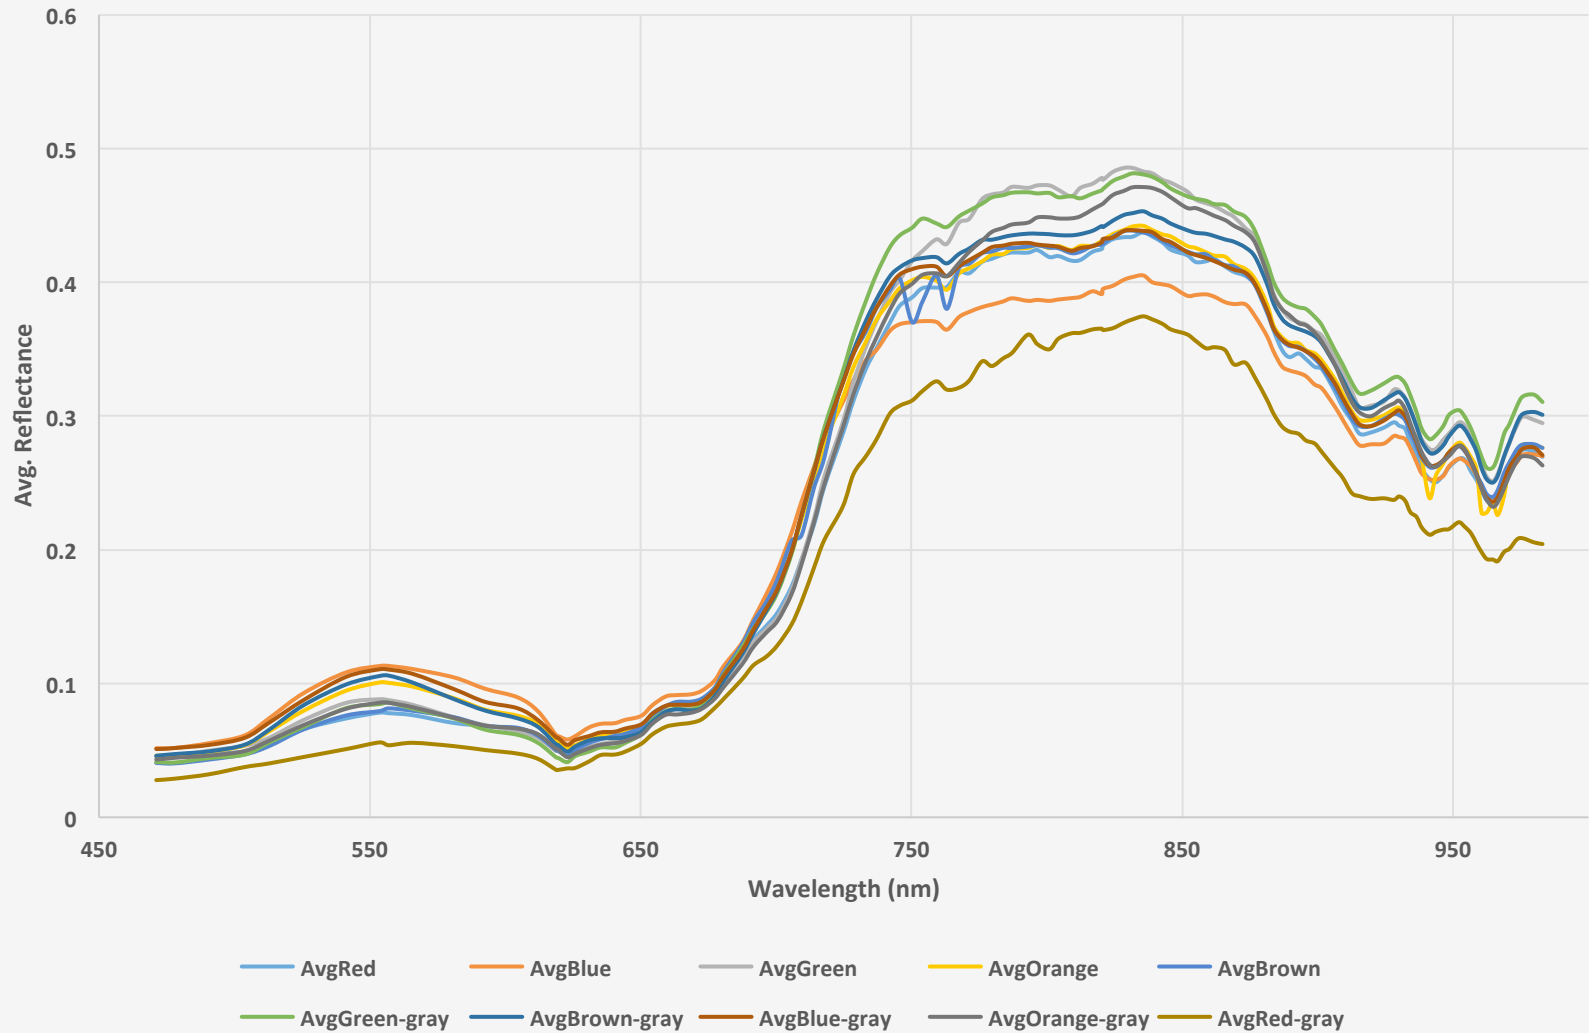 0.6
0.5
0.4
0.3
0.2
0.1
0
Avg. Reflectance
450 550 650 750 850 950
Wavelength (nm)
AvgRed AvgBlue AvgGreen AvgOrange AvgBrown
AvgGreen-gray AvgBrown-gray AvgBlue-gray AvgOrange-gray AvgRed-gray